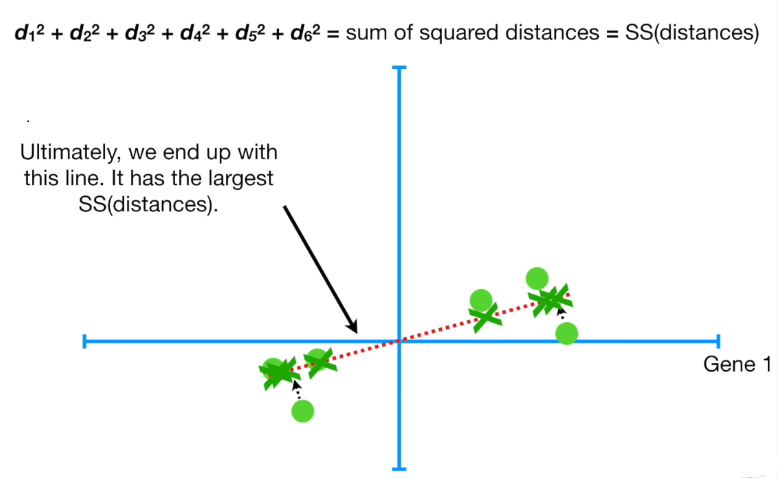 d₁² + d₂² + d₃² + d₄² + d₅² + d₆² = sum of squared distances = SS(distances)
Ultimately, we end up with
this line. It has the largest
SS(distances).
Gene 1